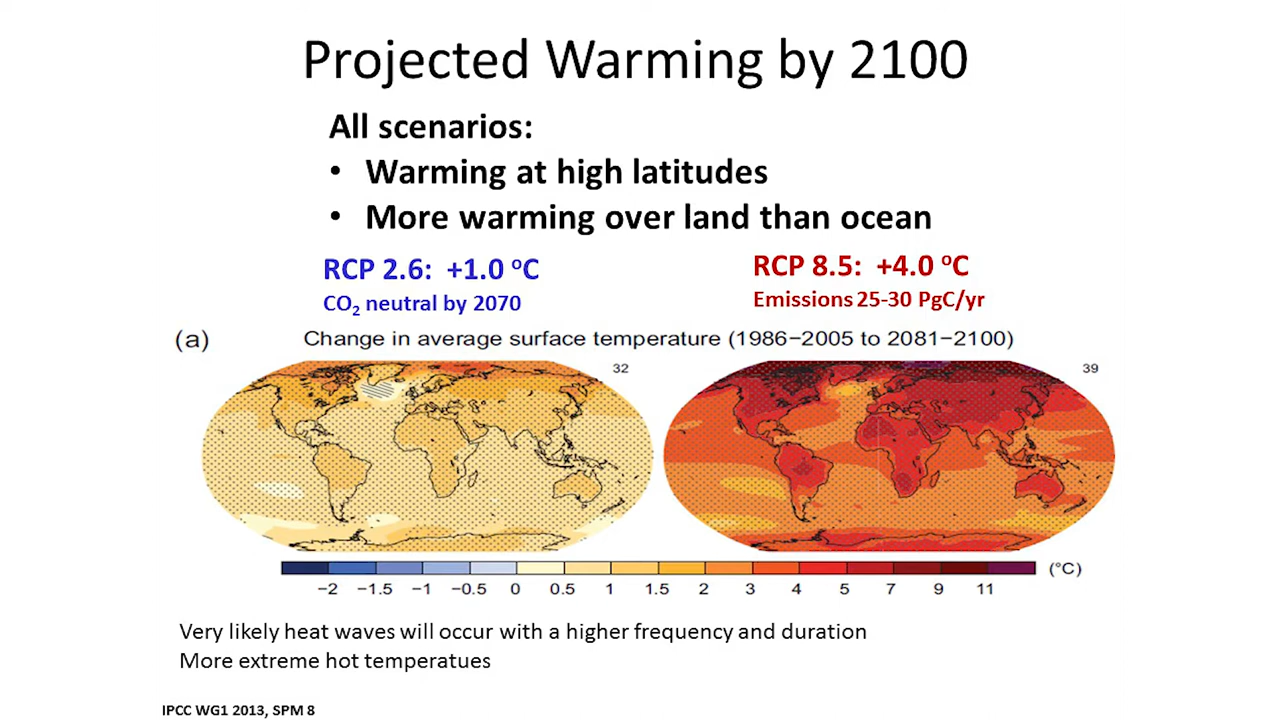 Projected Warming by 2100
All scenarios:
• Warming at high latitudes
• More warming over land than ocean
RCP 2.6: +1.0 ºC
CO₂ neutral by 2070
RCP 8.5: +4.0 ºC
Emissions 25-30 PgC/yr
(a) Change in average surface temperature (1986−2005 to 2081−2100)
32
39
−2 −1.5 −1 −0.5 0 0.5 1 1.5 2 3 4 5 7 9 11 (°C)
Very likely heat waves will occur with a higher frequency and duration
More extreme hot temperatues
IPCC WG1 2013, SPM 8